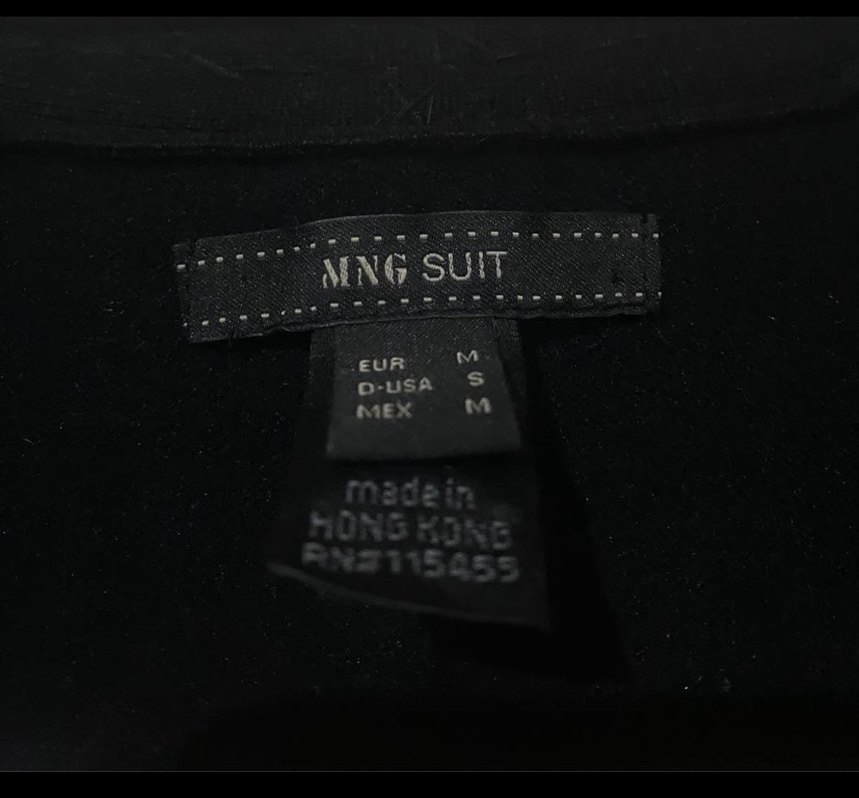 MNG SUIT
EUR M
D-USA S
MEX M
made in
HONG KONG
RN#115455